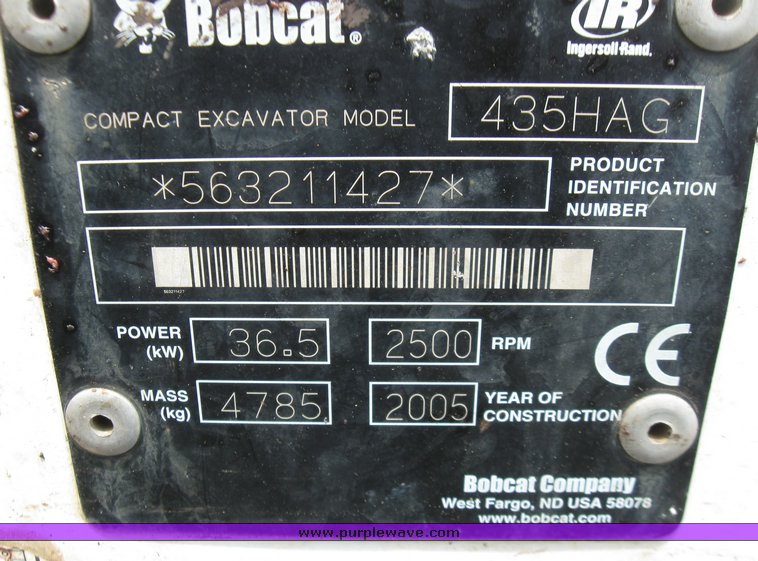 Bobcat®
IR
Ingersoll-Rand.
COMPACT EXCAVATOR MODEL 435HAG
*563211427*
PRODUCT
IDENTIFICATION
NUMBER
563211427
POWER
(kW)
36.5
2500
RPM
MASS
(kg)
4785
2005
YEAR OF
CONSTRUCTION
CE
Bobcat Company
West Fargo, ND USA 58078
www.bobcat.com
www.purplewave.com